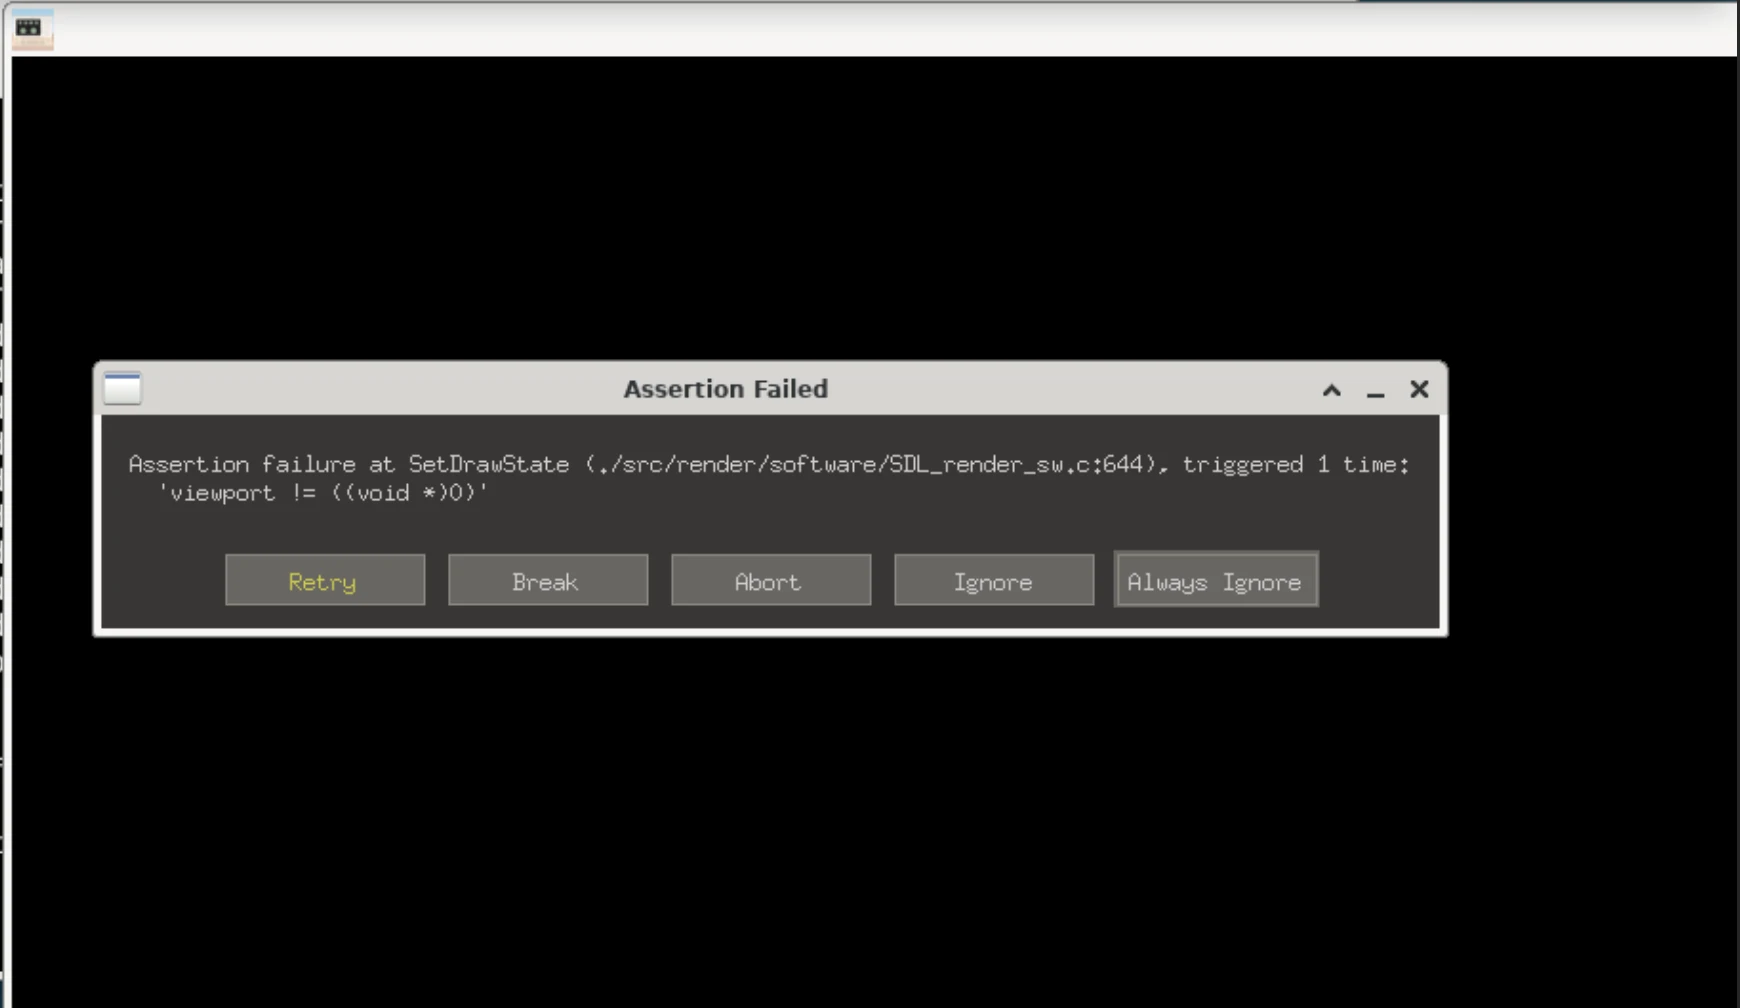 Assertion Failed
Assertion failure at SetDrawState (./src/render/software/SDL_render_sw.c:644), triggered 1 time:
'viewport != ((void *)0)'
Retry
Break
Abort
Ignore
Always Ignore